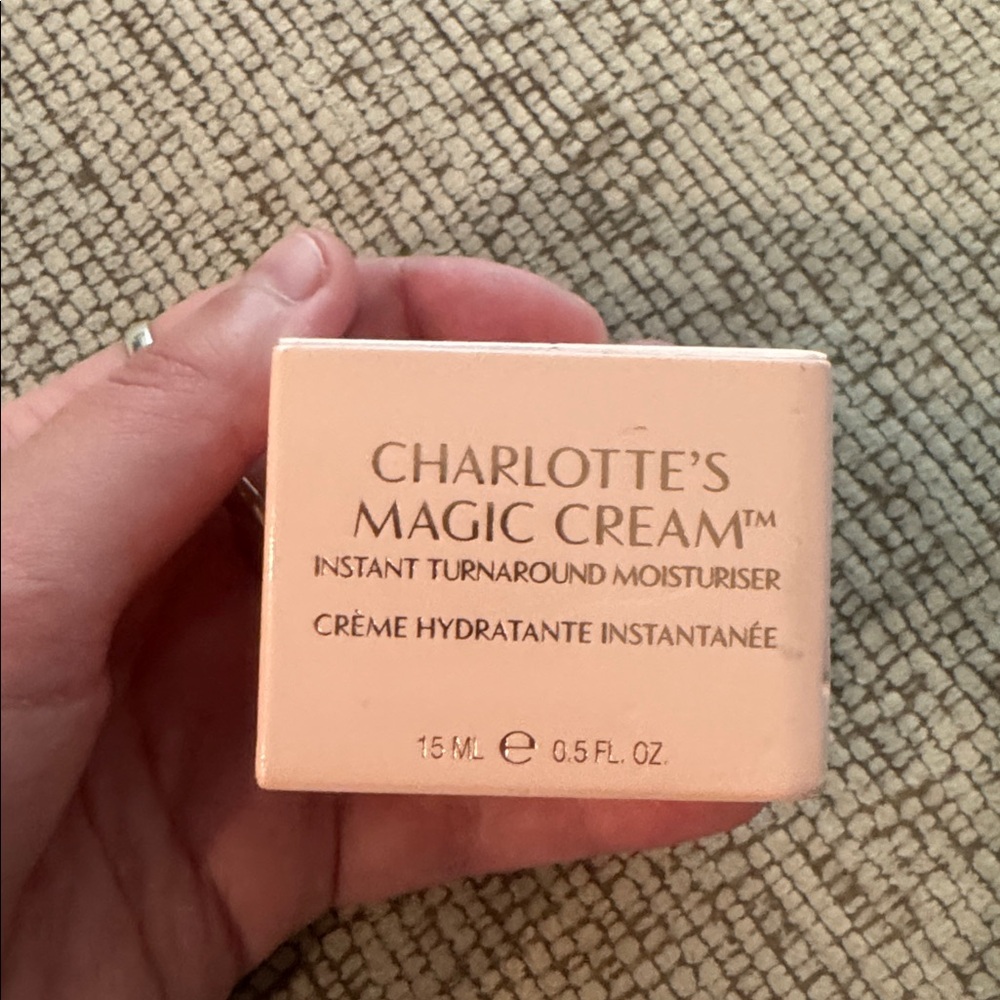 CHARLOTTE'S
MAGIC CREAM™
INSTANT TURNAROUND MOISTURISER
CRÈME HYDRATANTE INSTANTANÉE
15 ML ℮ 0.5 FL. OZ.